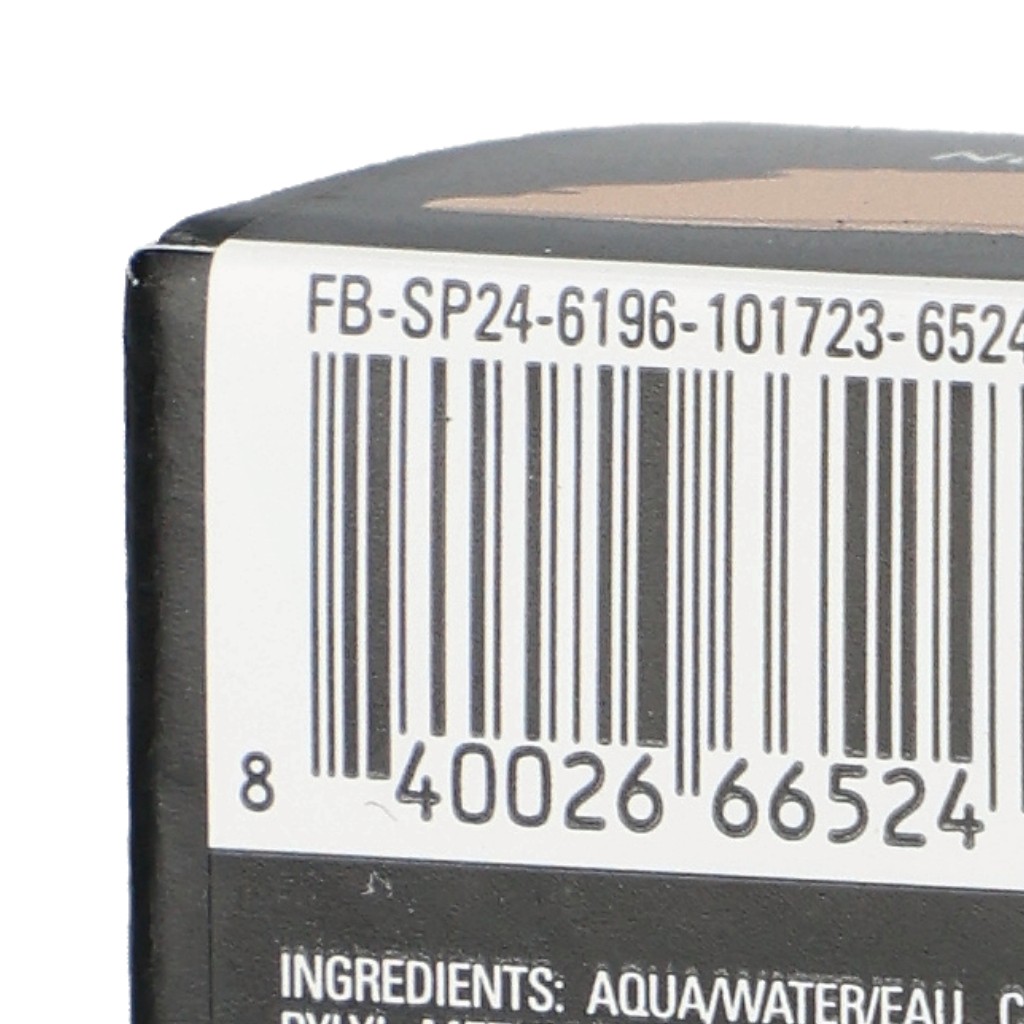 FB-SP24-6196-101723-6524
8 40026 66524
INGREDIENTS: AQUA/WATER/EAU